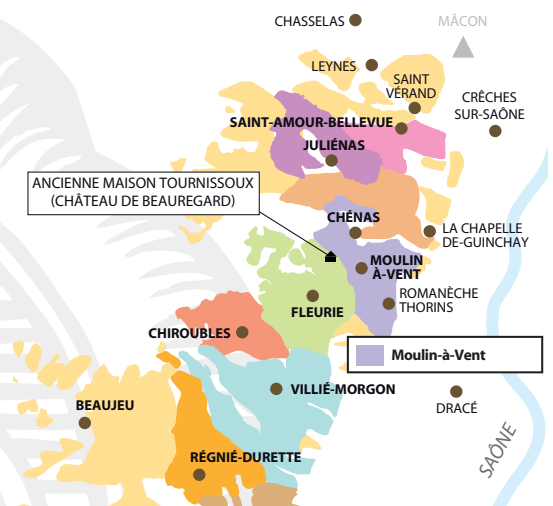 CHASSELAS
MÂCON
LEYNES
SAINT
VÉRAND
CRÊCHES
SUR-SAÔNE
SAINT-AMOUR-BELLEVUE
JULIÉNAS
ANCIENNE MAISON TOURNISSOUX
(CHÂTEAU DE BEAUREGARD)
CHÉNAS
LA CHAPELLE
DE-GUINCHAY
MOULIN
À-VENT
ROMANÈCHE
THORINS
FLEURIE
CHIROUBLES
Moulin-à-Vent
VILLIÉ-MORGON
BEAUJEU
DRACÉ
SAÔNE
RÉGNIÉ-DURETTE